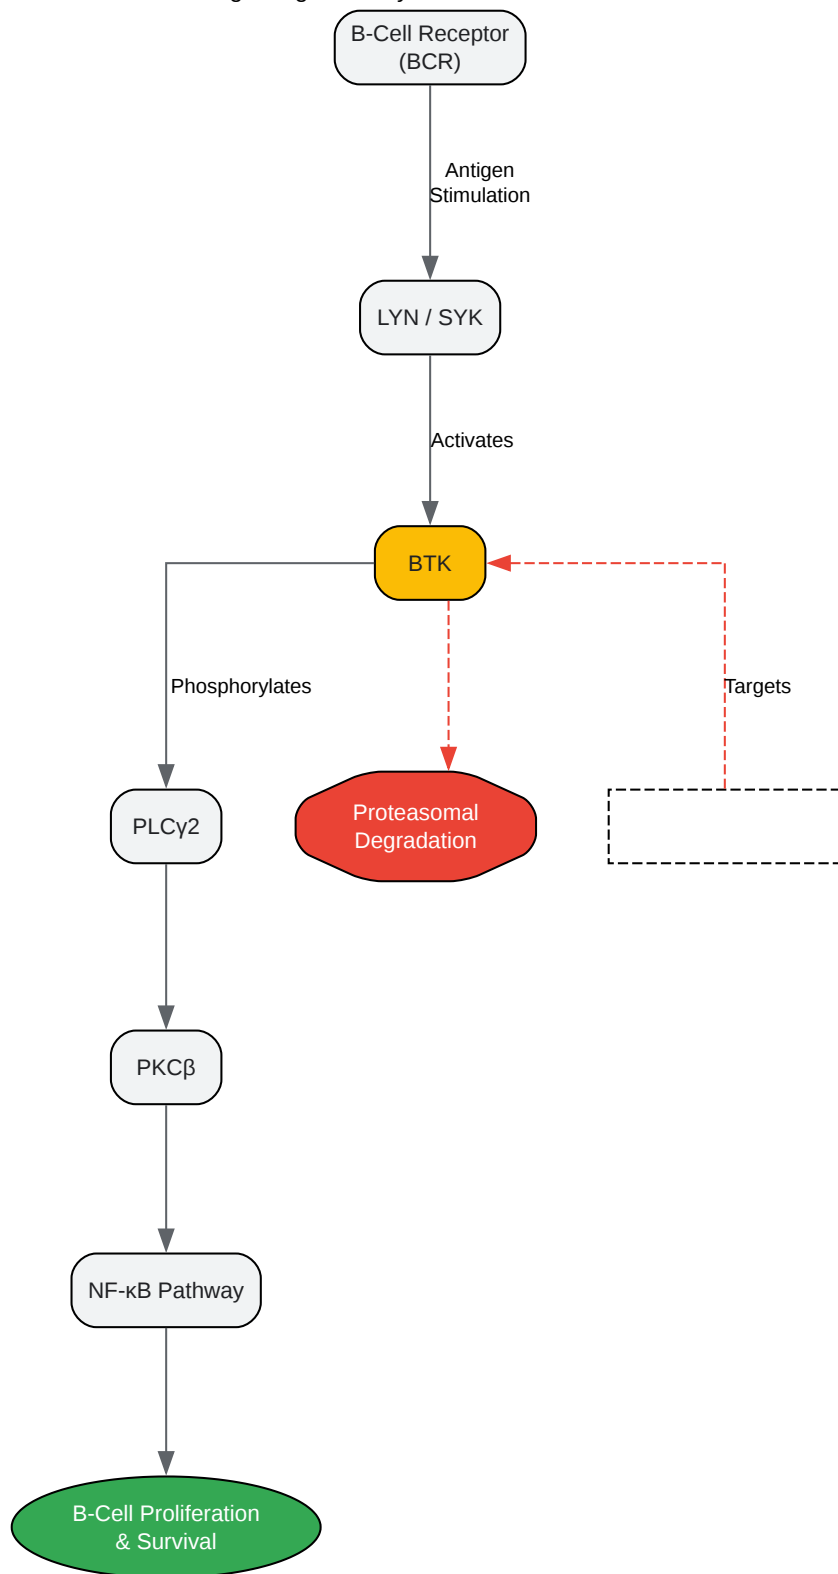 B-Cell Receptor
(BCR)
Antigen
Stimulation
LYN / SYK
Activates
BTK
Phosphorylates
Targets
PLCγ2
Proteasomal
Degradation
PKCβ
NF-κB Pathway
B-Cell Proliferation
& Survival